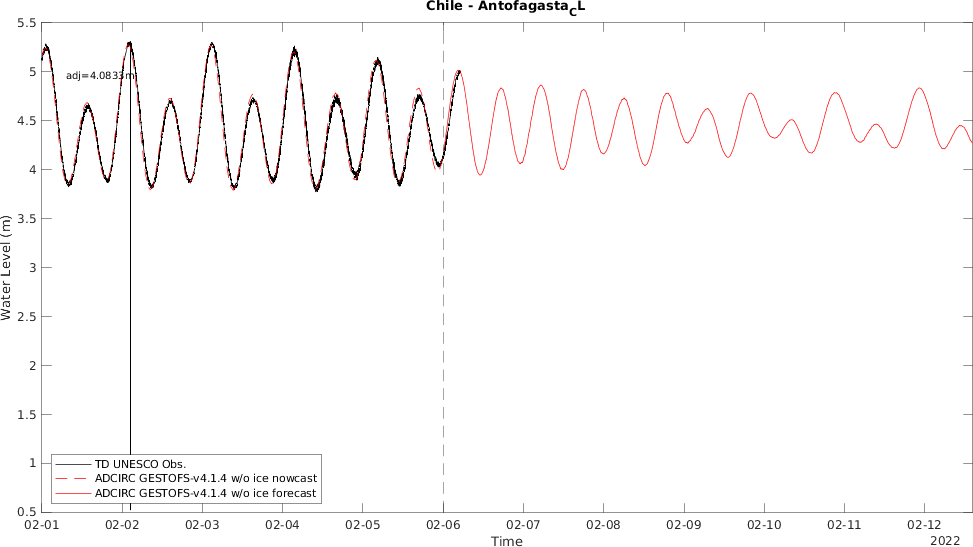 Chile - Antofagasta_CL
5.5
5
4.5
4
3.5
3
2.5
2
1.5
1
0.5
Water Level (m)
adj=4.0833m
TD UNESCO Obs.
ADCIRC GESTOFS-v4.1.4 w/o ice nowcast
ADCIRC GESTOFS-v4.1.4 w/o ice forecast
02-01 02-02 02-03 02-04 02-05 02-06 02-07 02-08 02-09 02-10 02-11 02-12
Time
2022